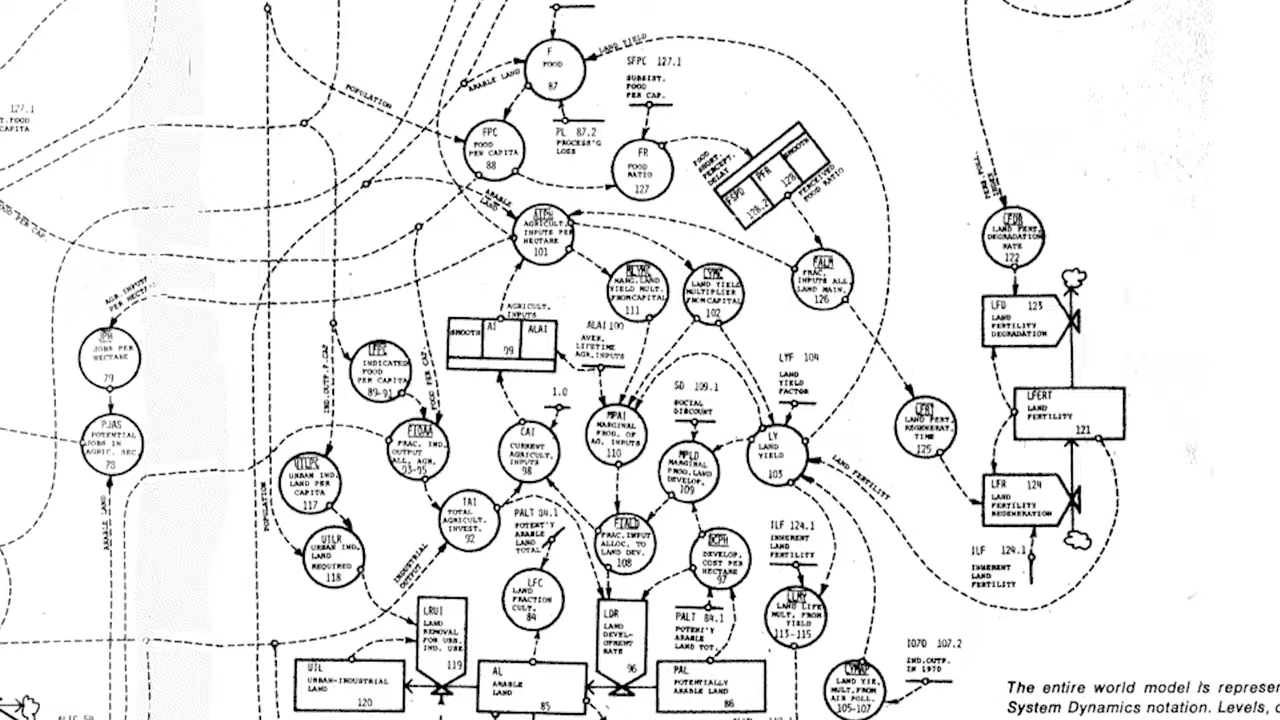 127.1
T.FOOD
CAPITA
F
FOOD
87
LAND YIELD
ARABLE LAND
SFPC 127.1
SUBSIST.
FOOD
PER CAP.
POPULATION
PL 87.2
PROCESS'G
LOSS
FPC
FOOD
PER CAPITA
88
FR
FOOD
RATIO
127
FOOD
SHORT.
PERCEPT.
DELAY
FSPD
128.2
PFR
128
SMOOTH
PERCEIVED
FOOD RATIO
ARABLE
LAND
AIPH
AGRICULT.
INPUTS PER
HECTARE
101
MLYMC
MARG.LAND
YIELD MULT.
FROM CAPITAL
111
LYMC
LAND YIELD
MULTIPLIER
FROM CAPITAL
102
FALM
FRAC.
INPUTS ALL.
LAND MAIN.
126
LFDR
LAND FERT.
DEGRADATION
RATE
122
LFD 123
LAND
FERTILITY
DEGRADATION
AGR. INPUTS
PER HECT.
JPH
JOBS PER
HECTARE
79
PJAS
POTENTIAL
JOBS IN
AGRIC. SEC.
78
AGRICULT.
INPUTS
SMOOTH
AI
99
ALAI
ALAI 100
AVER.
LIFETIME
AGR.INPUTS
IFPC
INDICATED
FOOD
PER CAPITA
89-91
IND.OUTP.P.CAP
LYF 104
LAND
YIELD
FACTOR
SD 109.1
SOCIAL
DISCOUNT
1.0
LFERT
LAND
FERTILITY
121
LFRT
LAND FERT.
REGENERAT.
TIME
125
FIOAA
FRAC. IND.
OUTPUT
ALL. AGR.
93-95
CAI
CURRENT
AGRICULT.
INPUTS
98
MPAI
MARGINAL
PROD. OF
AG. INPUTS
110
MPLD
MARGINAL
PROD.LAND
DEVELOP.
109
LY
LAND
YIELD
103
LAND FERTILITY
UILPC
URBAN IND.
LAND PER
CAPITA
117
LFR 124
LAND
FERTILITY
REGENERATION
POPULATION
ARABLE LAND
TAI
TOTAL
AGRICULT.
INVEST.
92
PALT 84.1
POTENT'Y
ARABLE
LAND
TOTAL
FIALD
FRAC.INPUT
ALLOC. TO
LAND DEV.
108
DCPH
DEVELOP.
COST PER
HECTARE
97
ILF 124.1
INHERENT
LAND
FERTILITY
ILF 124.1
INHERENT
LAND
FERTILITY
UILR
URBAN IND.
LAND
REQUIRED
118
INDUSTRIAL
OUTPUT
LFC
LAND
FRACTION
CULT.
84
LRUI
LAND
REMOVAL
FOR URB.
IND. USE
119
LDR
LAND
DEVEL-
OPMENT
RATE
96
PALT 84.1
POTENT'Y
ARABLE
LAND TOT.
LLMY
LAND LIFE
MULT. FROM
YIELD
113-115
IO70 107.2
IND.OUTP.
IN 1970
UIL
URBAN-INDUSTRIAL
LAND
120
AL
ARABLE
LAND
85
PAL
POTENTIALLY
ARABLE LAND
86
LYMAP
LAND YIE.
MULT.FROM
AIR POLL.
105-107
The entire world model is represen
System Dynamics notation. Levels,